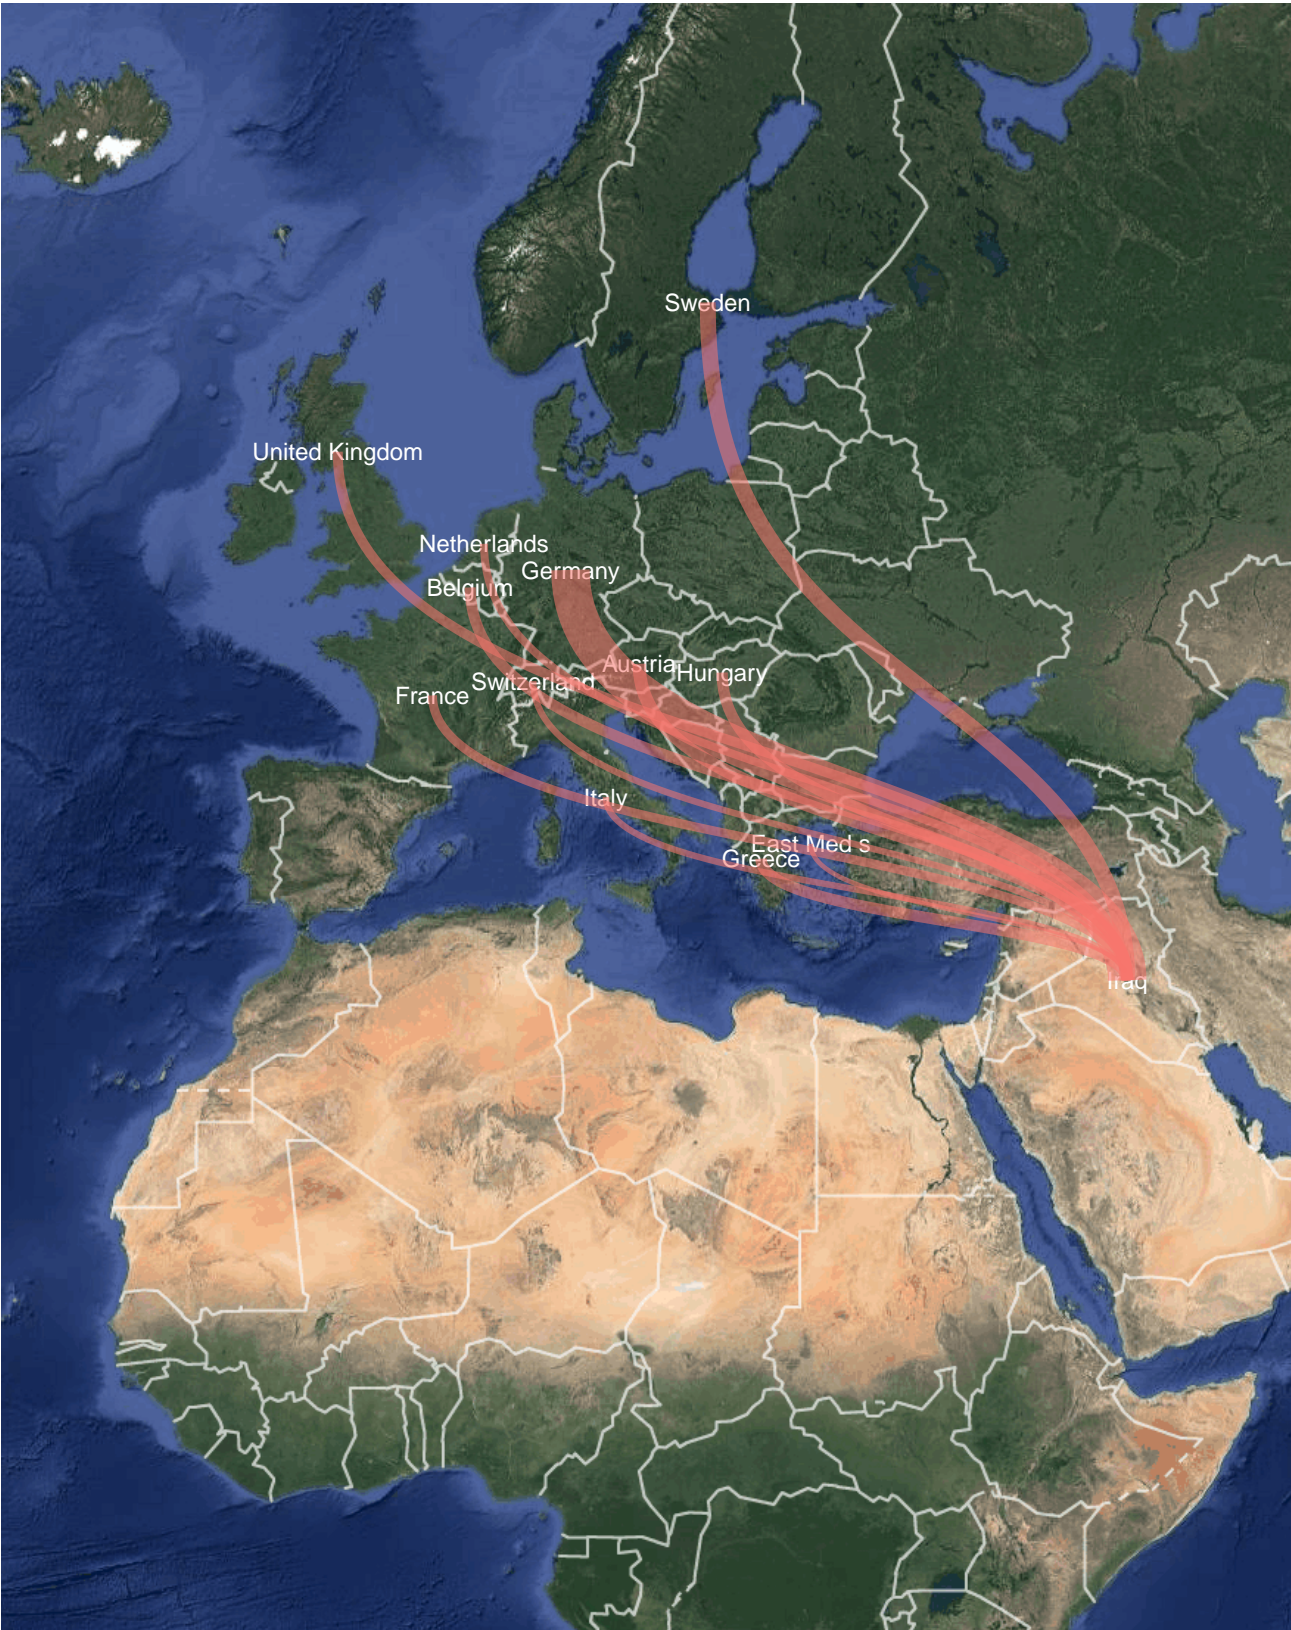 Sweden
United Kingdom
Netherlands
Germany
Belgium
Austria
Hungary
Switzerland
France
Italy
East Med s
Greece
Iraq